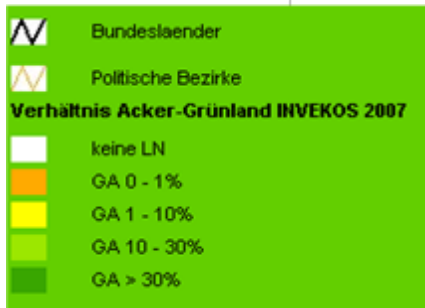 Bundeslaender
Politische Bezirke
Verhältnis Acker-Grünland INVEKOS 2007
keine LN
GA 0 - 1%
GA 1 - 10%
GA 10 - 30%
GA > 30%